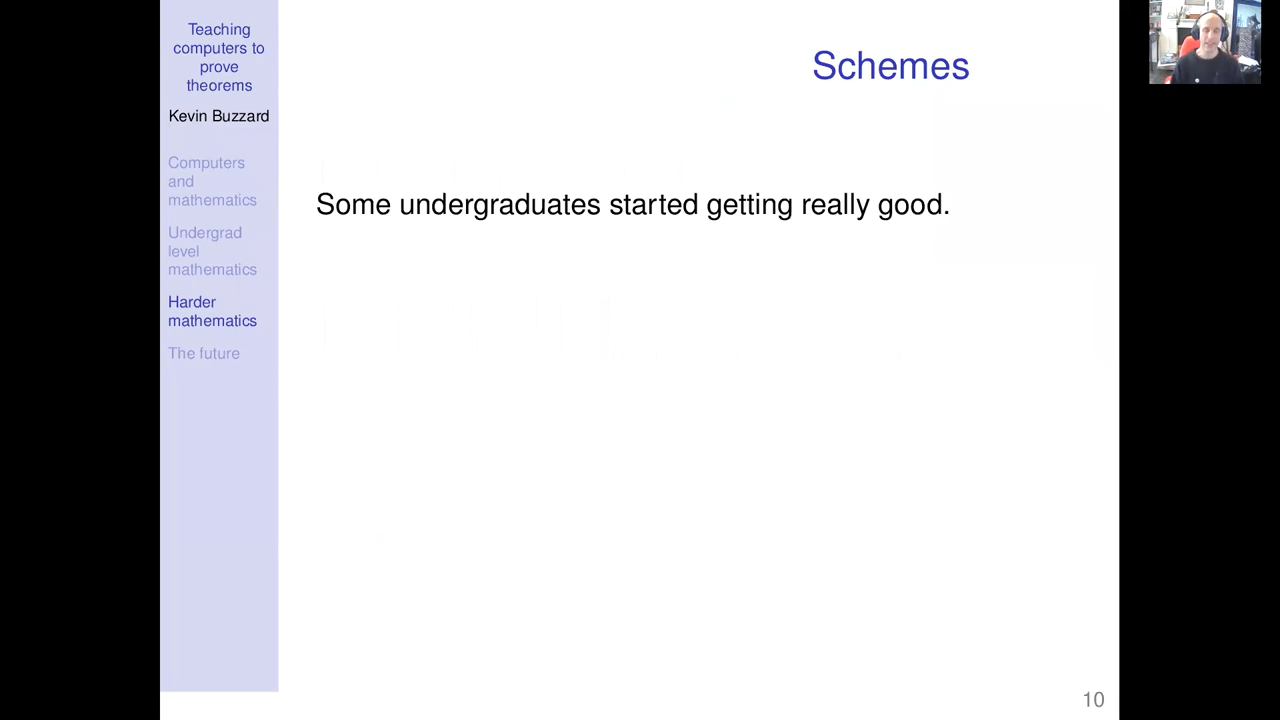 Teaching
computers to
prove
theorems
Kevin Buzzard
Computers
and
mathematics
Undergrad
level
mathematics
Harder
mathematics
The future
Schemes
Some undergraduates started getting really good.
10